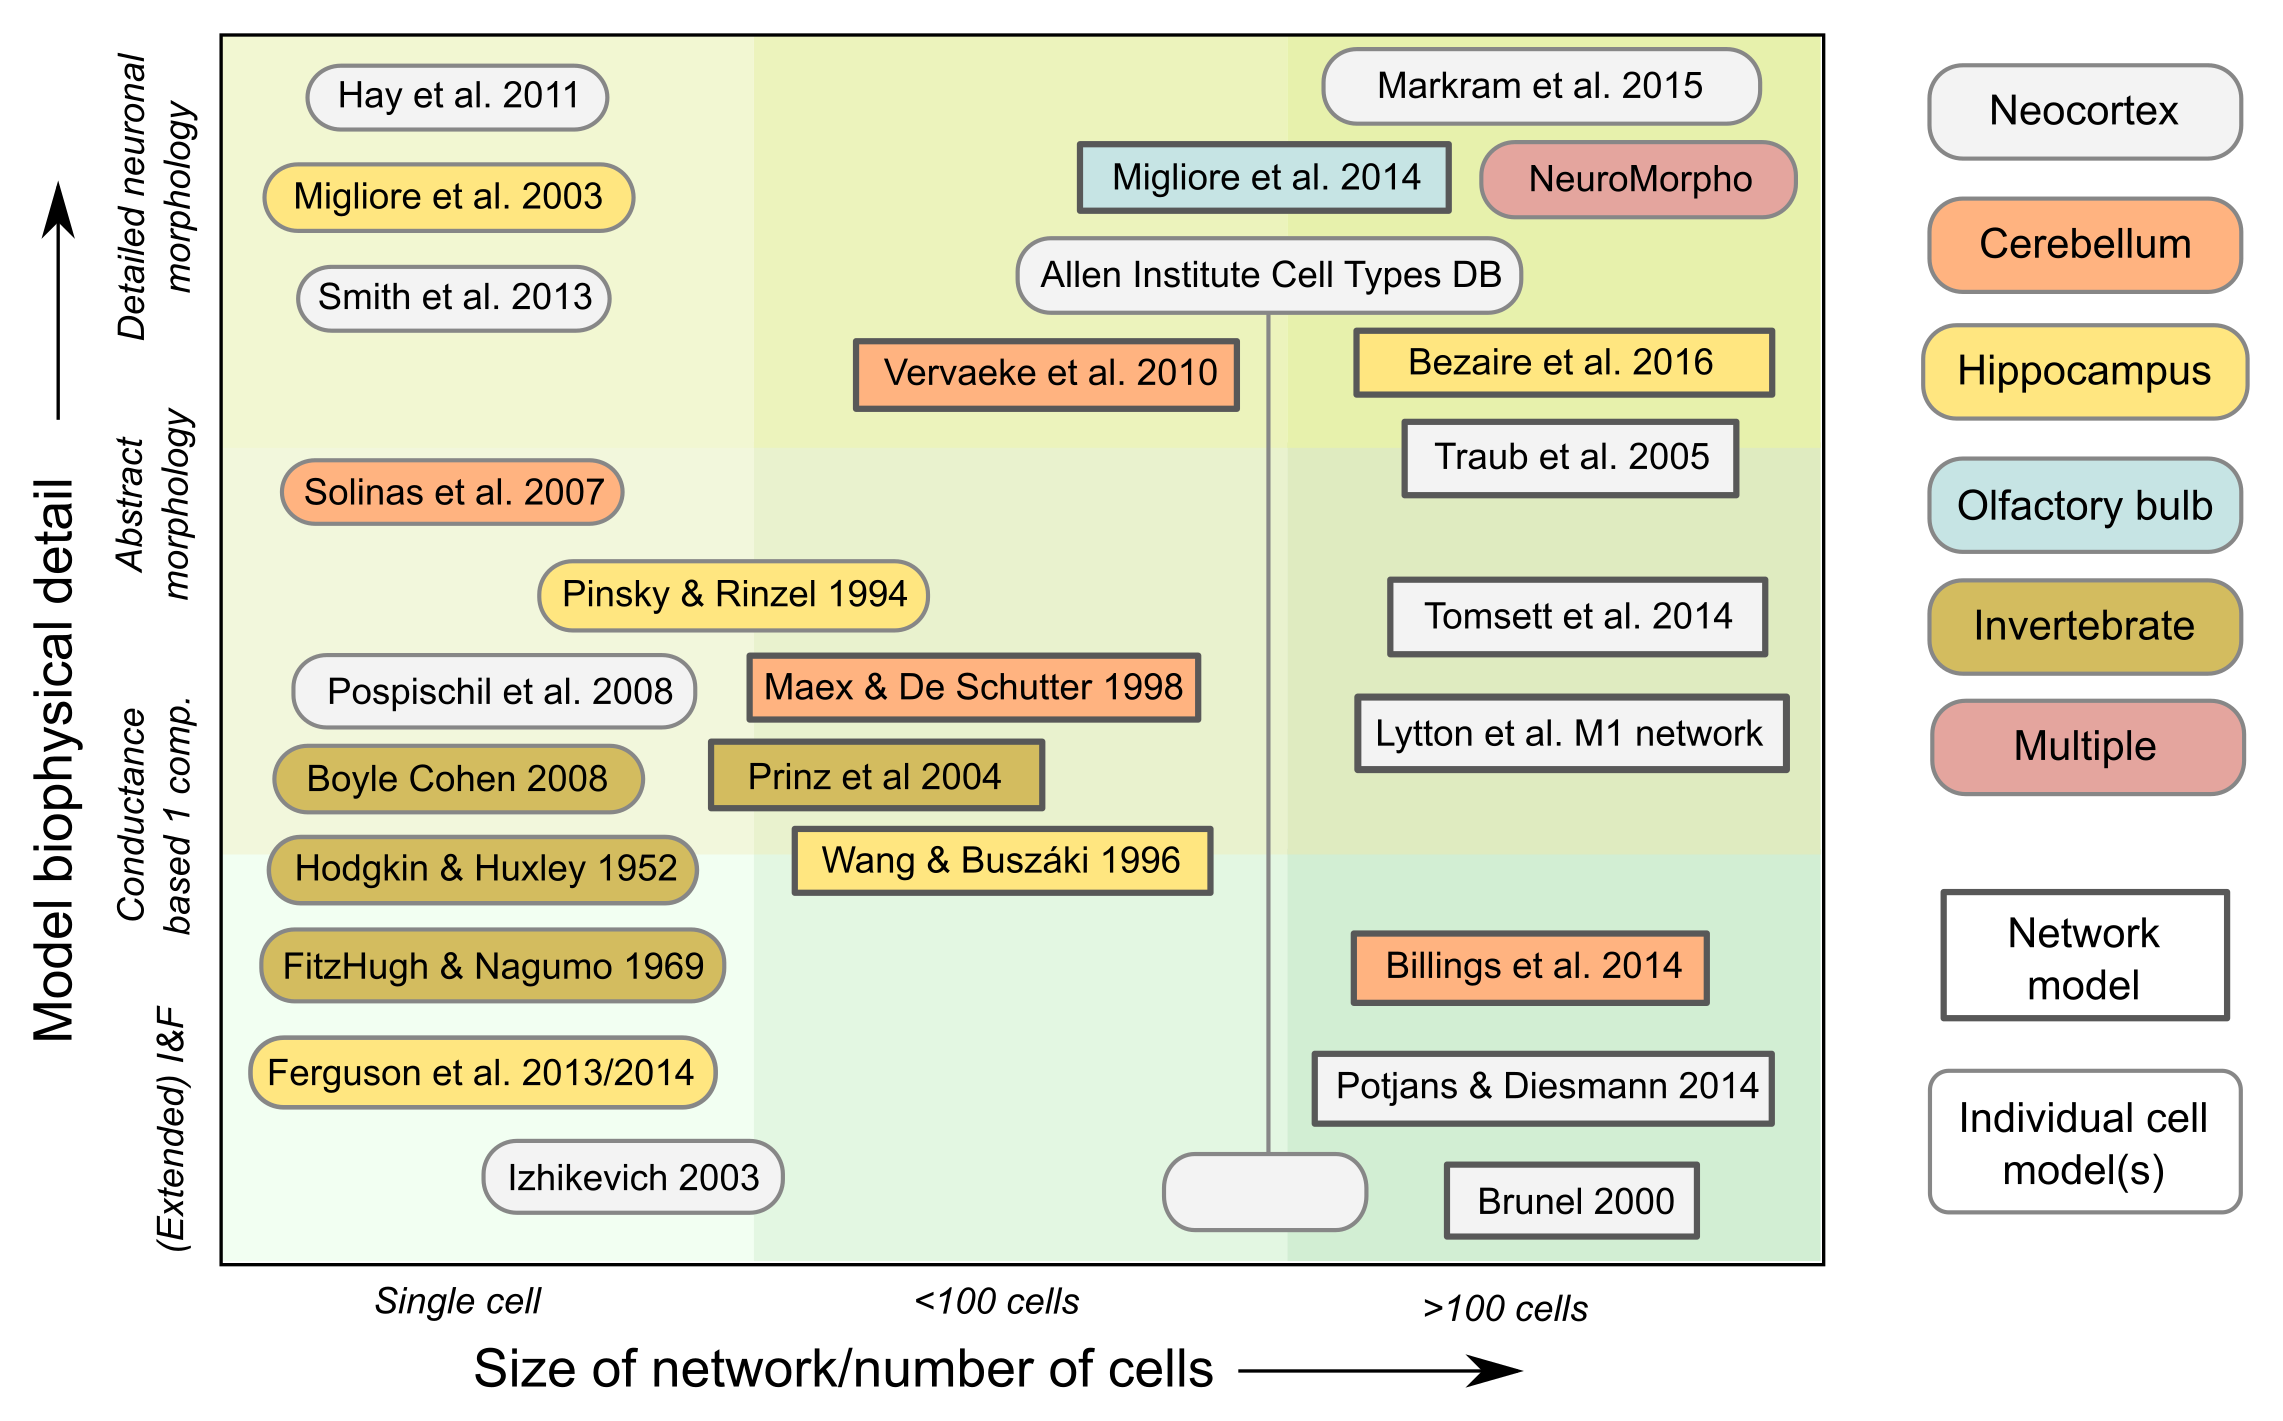 Model biophysical detail
Detailed neuronal
morphology
Abstract
morphology
Conductance
based 1 comp.
(Extended) I&F
Hay et al. 2011
Migliore et al. 2003
Smith et al. 2013
Solinas et al. 2007
Pinsky & Rinzel 1994
Pospischil et al. 2008
Boyle Cohen 2008
Hodgkin & Huxley 1952
FitzHugh & Nagumo 1969
Ferguson et al. 2013/2014
Izhikevich 2003
Markram et al. 2015
Migliore et al. 2014
NeuroMorpho
Allen Institute Cell Types DB
Vervaeke et al. 2010
Bezaire et al. 2016
Traub et al. 2005
Tomsett et al. 2014
Maex & De Schutter 1998
Lytton et al. M1 network
Prinz et al 2004
Wang & Buszáki 1996
Billings et al. 2014
Potjans & Diesmann 2014
Brunel 2000
Single cell
<100 cells
>100 cells
Size of network/number of cells
Neocortex
Cerebellum
Hippocampus
Olfactory bulb
Invertebrate
Multiple
Network
model
Individual cell
model(s)